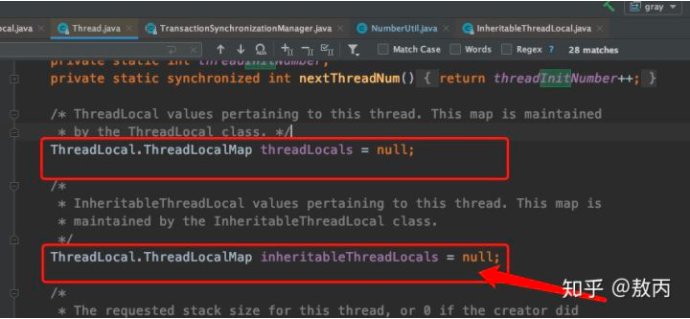 gray
cal.java × Thread.java × TransactionSynchronizationManager.java × NumberUtil.java × InheritableThreadLocal.java ×
Match Case Words Regex ? 28 matches
private static int threadInitNumber;
private static synchronized int nextThreadNum() { return threadInitNumber++; }
/* ThreadLocal values pertaining to this thread. This map is maintained
* by the ThreadLocal class. */
ThreadLocal.ThreadLocalMap threadLocals = null;
/*
* InheritableThreadLocal values pertaining to this thread. This map is
* maintained by the InheritableThreadLocal class.
*/
ThreadLocal.ThreadLocalMap inheritableThreadLocals = null;
知乎 @敖丙
/*
* The requested stack size for this thread, or 0 if the creator did